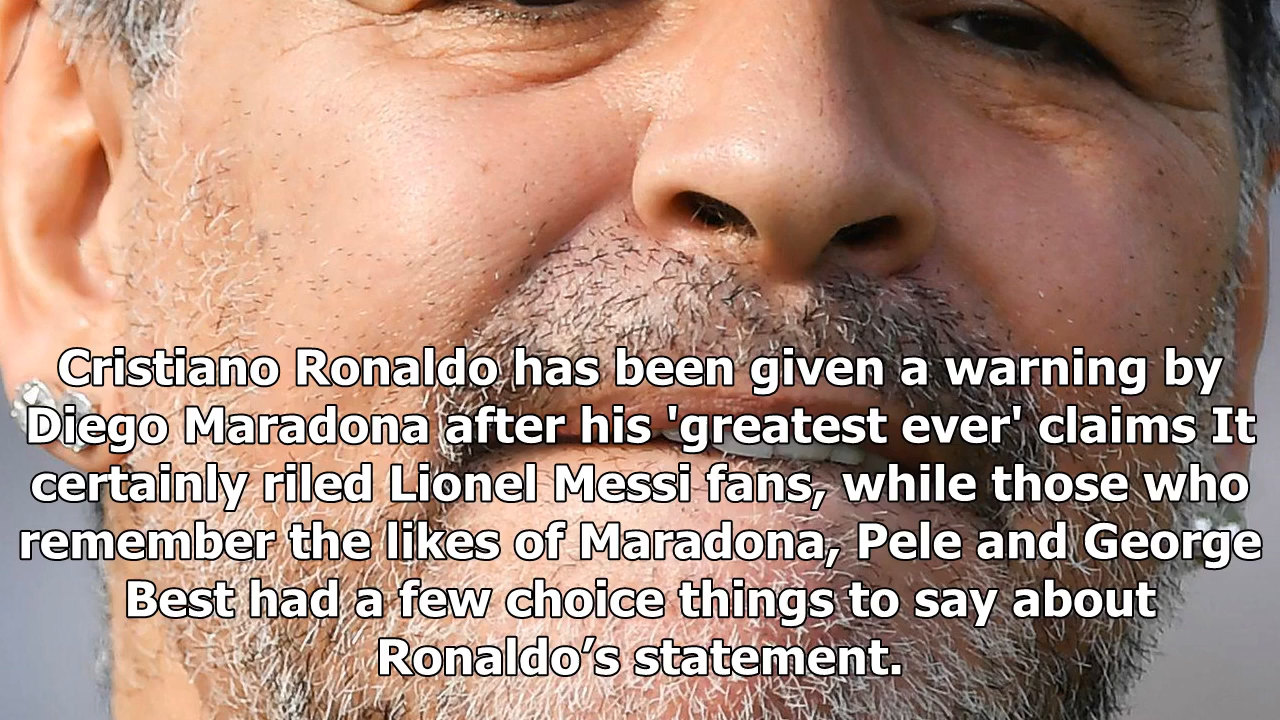 Cristiano Ronaldo has been given a warning by
Diego Maradona after his 'greatest ever' claims It
certainly riled Lionel Messi fans, while those who
remember the likes of Maradona, Pele and George
Best had a few choice things to say about
Ronaldo’s statement.